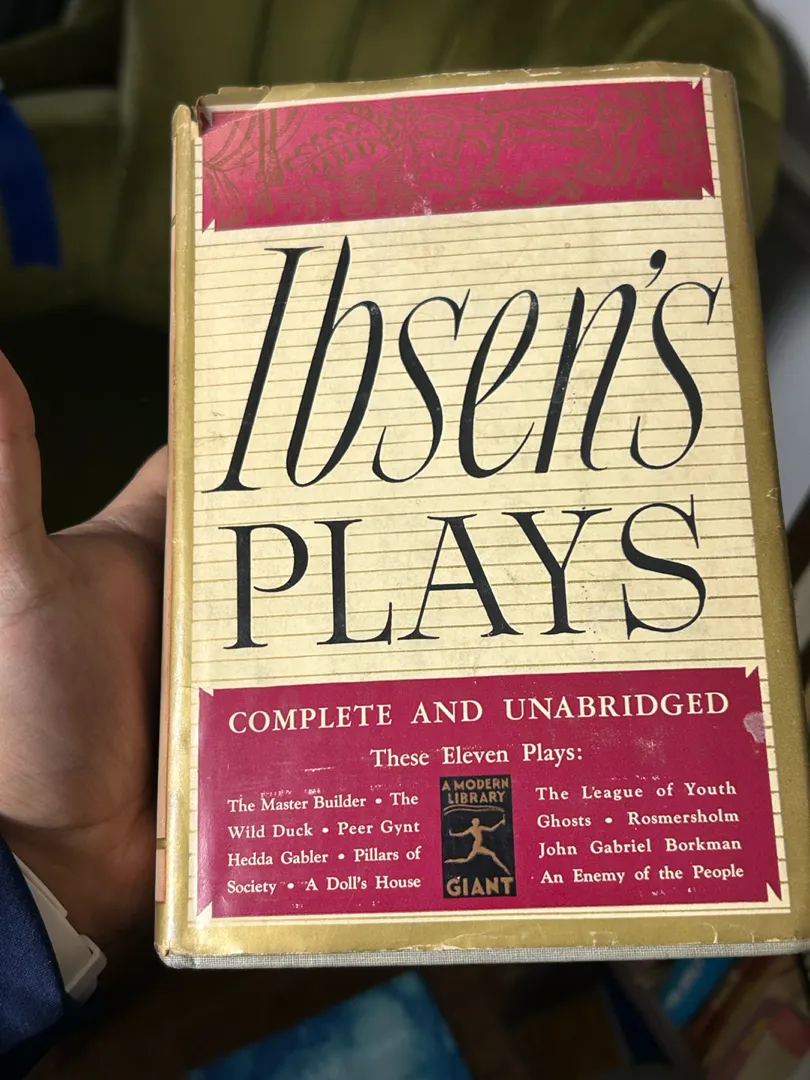 Ibsen's
PLAYS
COMPLETE AND UNABRIDGED
These Eleven Plays:
The Master Builder • The
Wild Duck • Peer Gynt
Hedda Gabler • Pillars of
Society • A Doll's House
A MODERN
LIBRARY
GIANT
The League of Youth
Ghosts • Rosmersholm
John Gabriel Borkman
An Enemy of the People